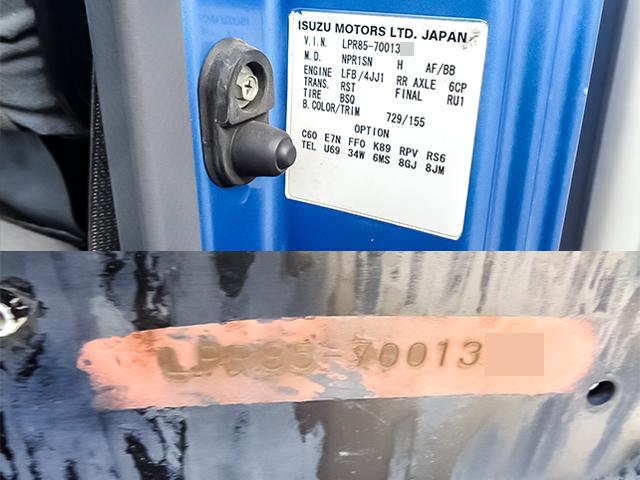 ISUZU MOTORS LTD. JAPAN
V.I.N. LPR85-70013
M.D. NPR1SN H AF/BB
ENGINE LFB/4JJ1 RR AXLE 6CP
TRANS. RST FINAL RU1
TIRE BSQ
B.COLOR/TRIM 729/155
OPTION
C60 E7N FF0 K89 RPV RS6
TEL U69 34W 6MS 8GJ 8JM
LPR85-70013